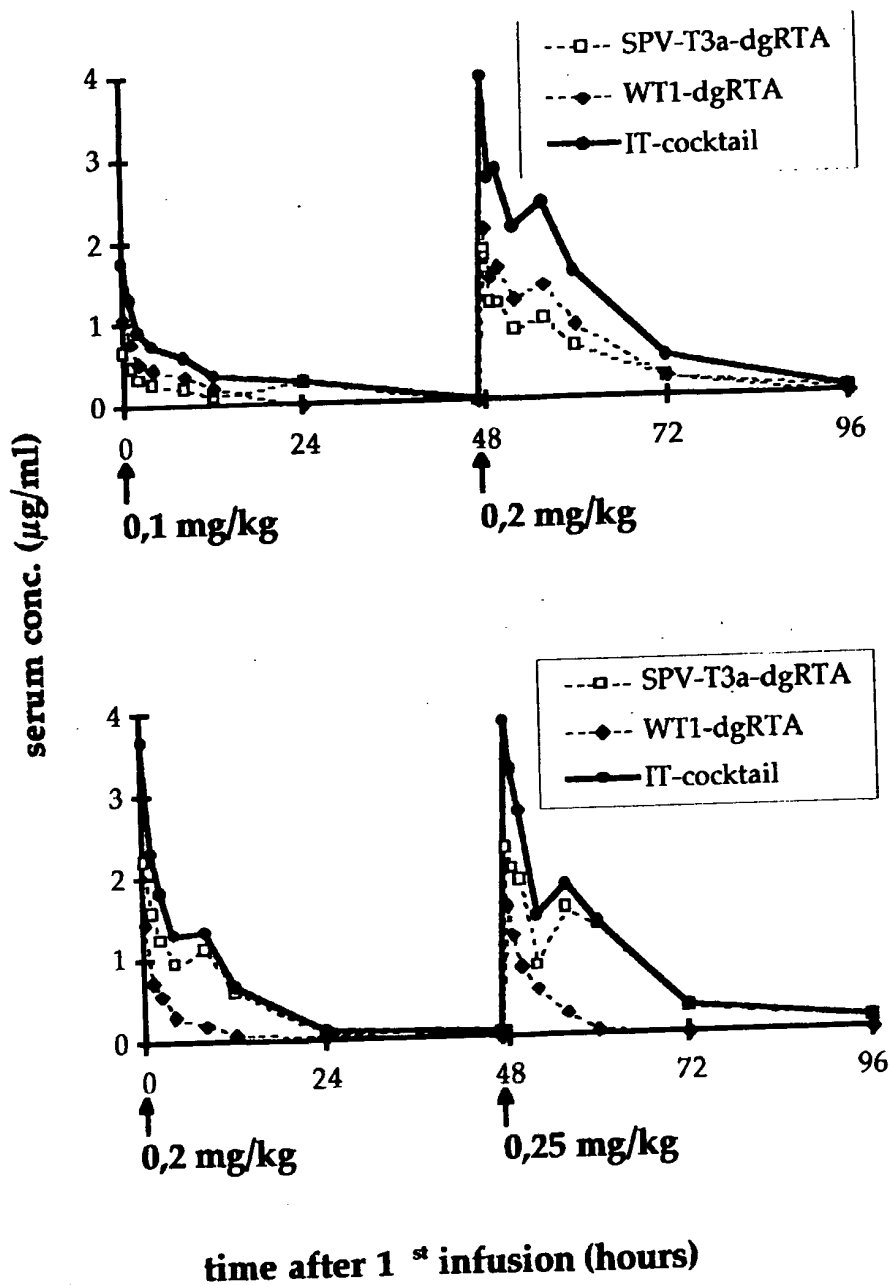 SPV-T3a-dgRTA
WT1-dgRTA
IT-cocktail
4
3
2
1
0
0 24 48 72 96
0,1 mg/kg 0,2 mg/kg
serum conc. (µg/ml)
SPV-T3a-dgRTA
WT1-dgRTA
IT-cocktail
4
3
2
1
0
0 24 48 72 96
0,2 mg/kg 0,25 mg/kg
time after 1 st infusion (hours)